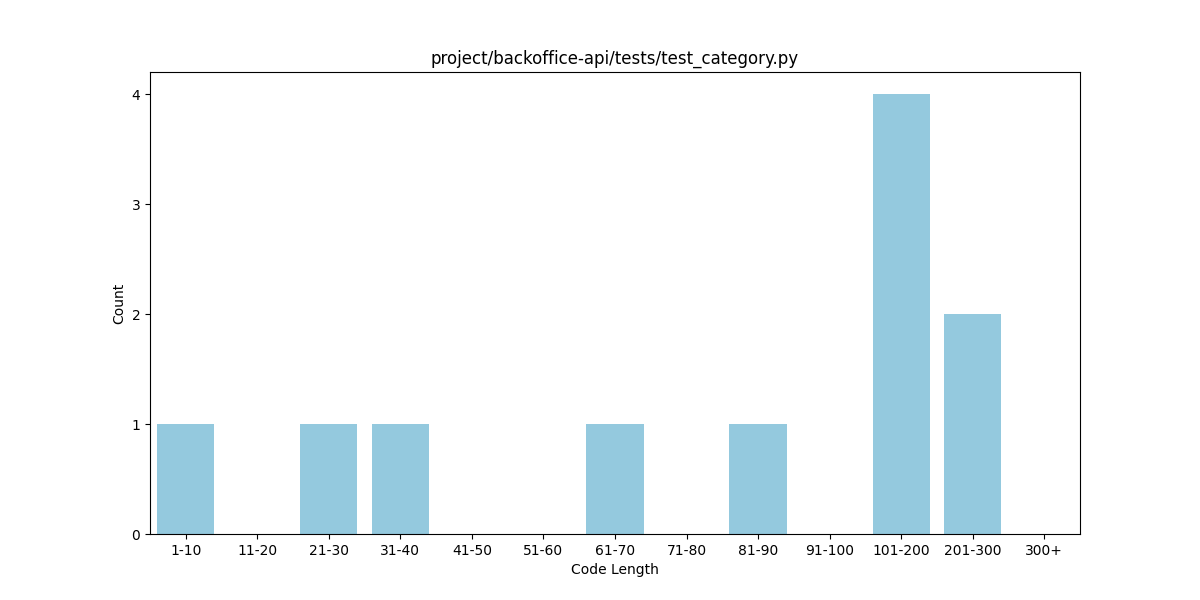 project/backoffice-api/tests/test_category.py
Count
4
3
2
1
0
1-10 11-20 21-30 31-40 41-50 51-60 61-70 71-80 81-90 91-100 101-200 201-300 300+
Code Length